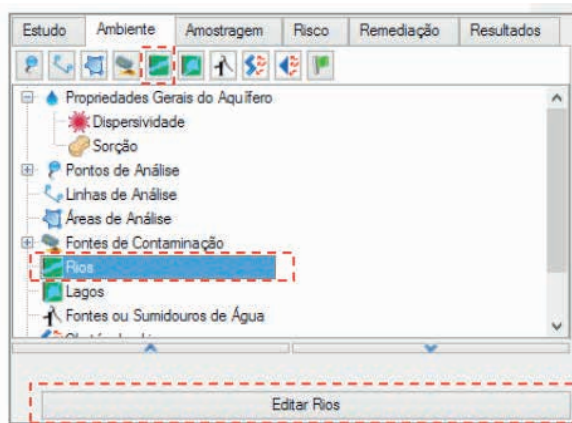 Estudo Ambiente Amostragem Risco Remediação Resultados
Propriedades Gerais do Aquífero
Dispersividade
Sorção
Pontos de Análise
Linhas de Análise
Áreas de Análise
Fontes de Contaminação
Rios
Lagos
Fontes ou Sumidouros de Água
Editar Rios